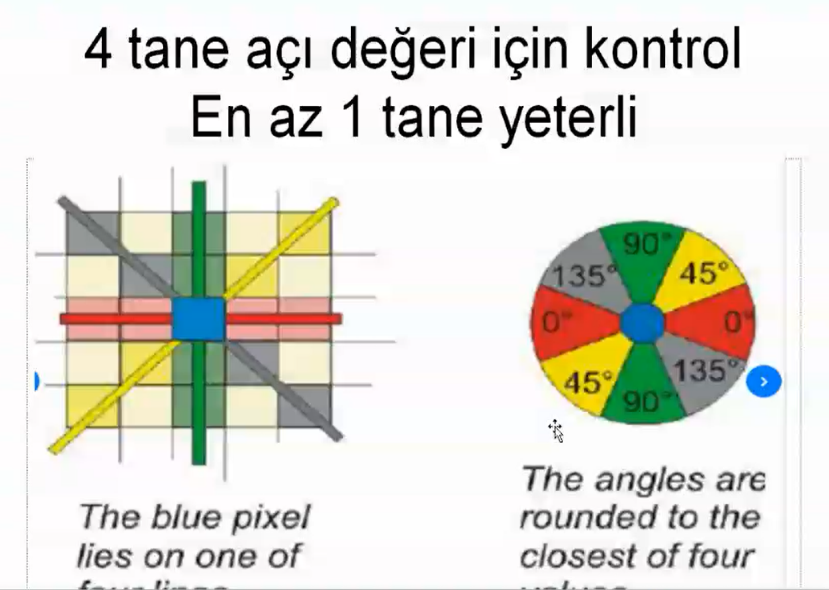 4 tane açı değeri için kontrol
En az 1 tane yeterli
90°
135°
45°
0°
0°
45°
135°
90°
The blue pixel
lies on one of
The angles are
rounded to the
closest of four